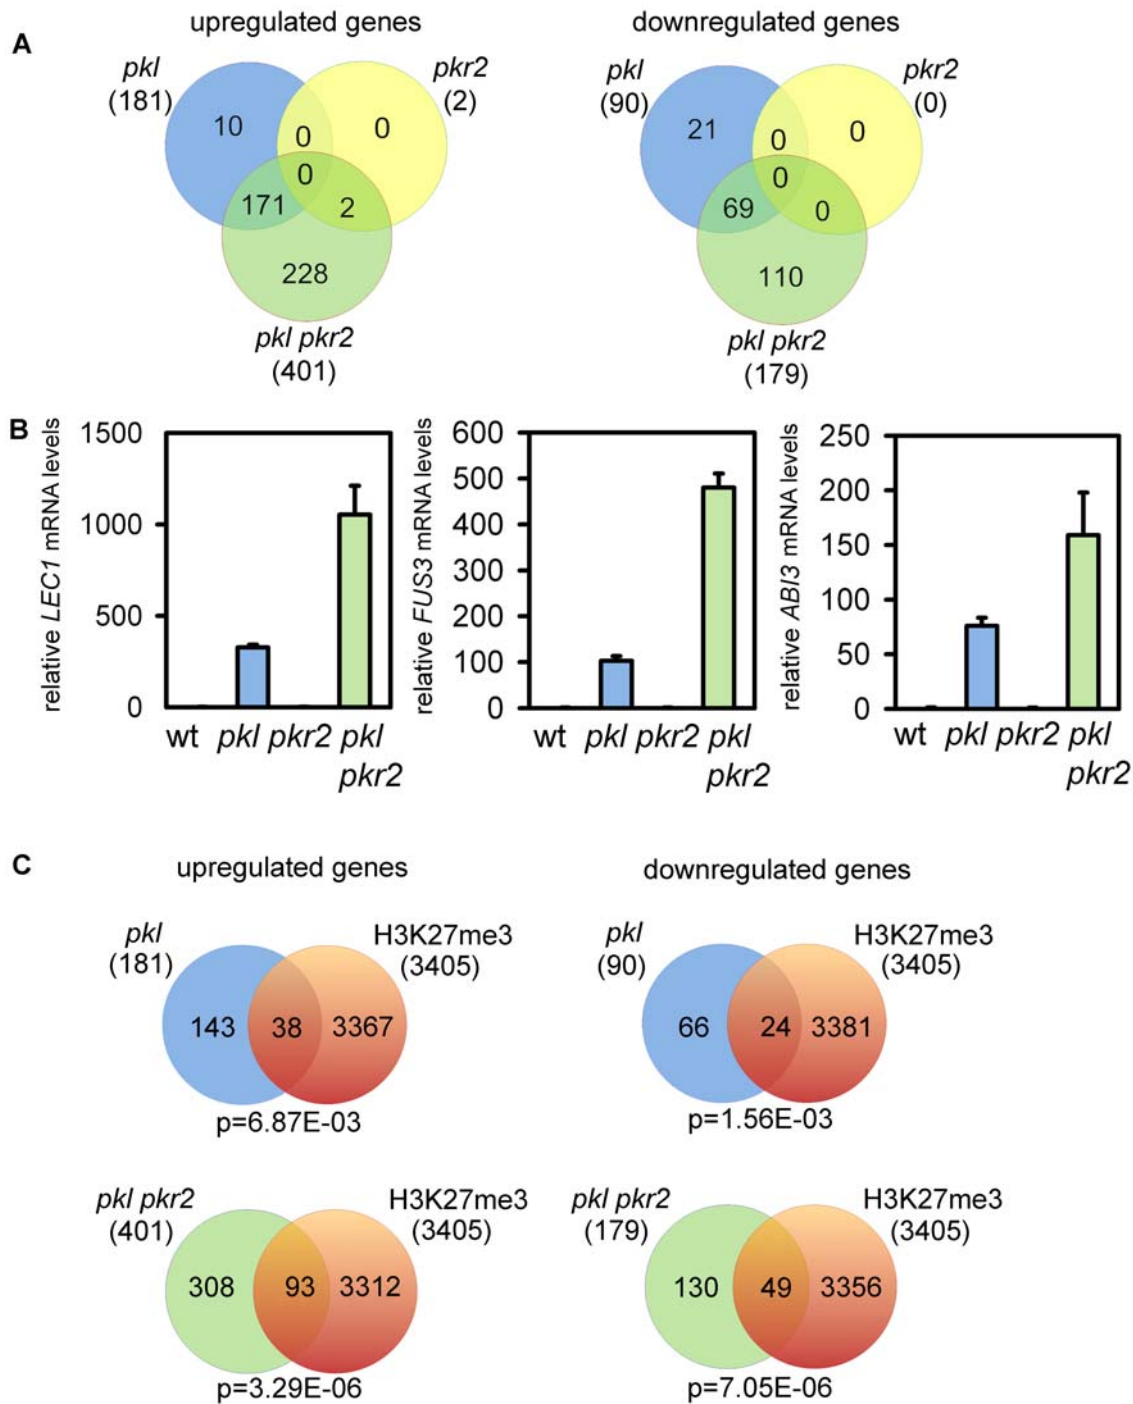 A
upregulated genes
downregulated genes
pkl
(181)
pkr2
(2)
10
0
0
0
171
2
228
pkl pkr2
(401)
pkl
(90)
pkr2
(0)
21
0
0
0
69
0
110
pkl pkr2
(179)
B
relative LEC1 mRNA levels
1500
1000
500
0
wt pkl pkr2 pkl
pkr2
relative FUS3 mRNA levels
600
500
400
300
200
100
0
wt pkl pkr2 pkl
pkr2
relative ABI3 mRNA levels
250
200
150
100
50
0
wt pkl pkr2 pkl
pkr2
C
upregulated genes
downregulated genes
pkl
(181)
H3K27me3
(3405)
143 38 3367
p=6.87E-03
pkl
(90)
H3K27me3
(3405)
66 24 3381
p=1.56E-03
pkl pkr2
(401)
H3K27me3
(3405)
308 93 3312
p=3.29E-06
pkl pkr2
(179)
H3K27me3
(3405)
130 49 3356
p=7.05E-06